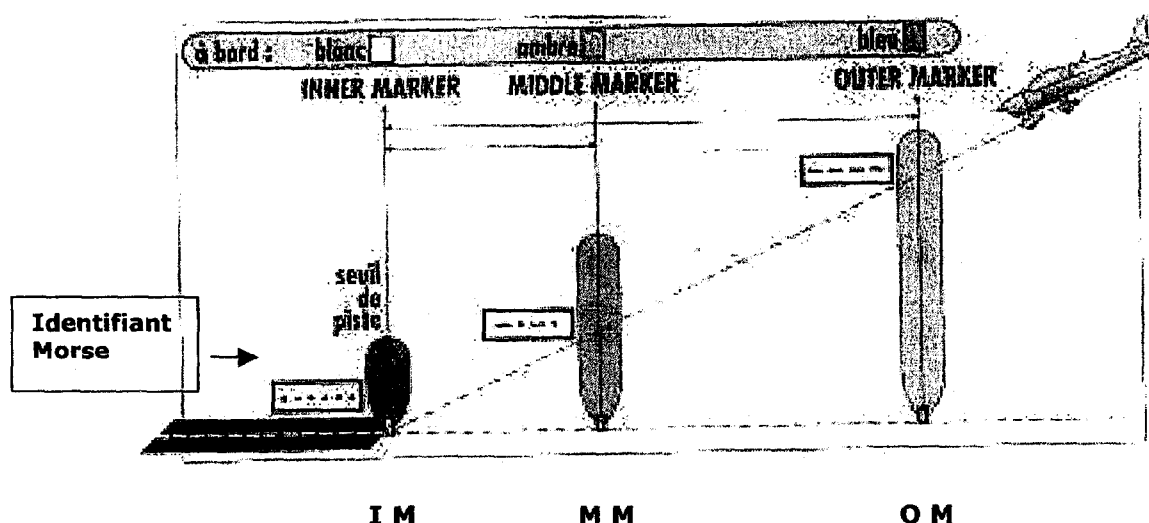 à bord : blanc ambre bleu
INNER MARKER MIDDLE MARKER OUTER MARKER
seuil
de
piste
Identifiant
Morse
I M M M O M